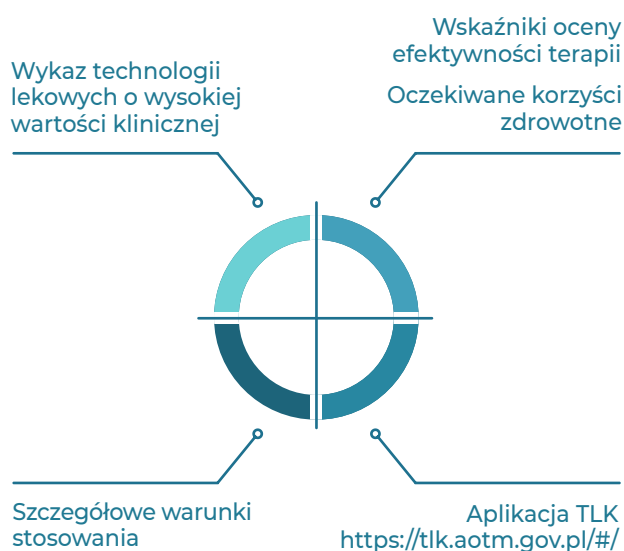 Wykaz technologii
lekowych o wysokiej
wartości klinicznej
Wskaźniki oceny
efektywności terapii
Oczekiwane korzyści
zdrowotne
Szczegółowe warunki
stosowania
Aplikacja TLK
https://tlk.aotm.gov.pl/#/